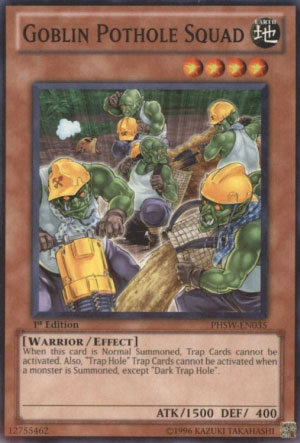 GOBLIN POTHOLE SQUAD
EARTH
地
1st Edition
PHSW-EN035
[WARRIOR / EFFECT]
When this card is Normal Summoned, Trap Cards cannot be
activated. Also, "Trap Hole" Trap Cards cannot be activated when
a monster is Summoned, except "Dark Trap Hole".
ATK/1500 DEF/ 400
12755462
©1996 KAZUKI TAKAHASHI